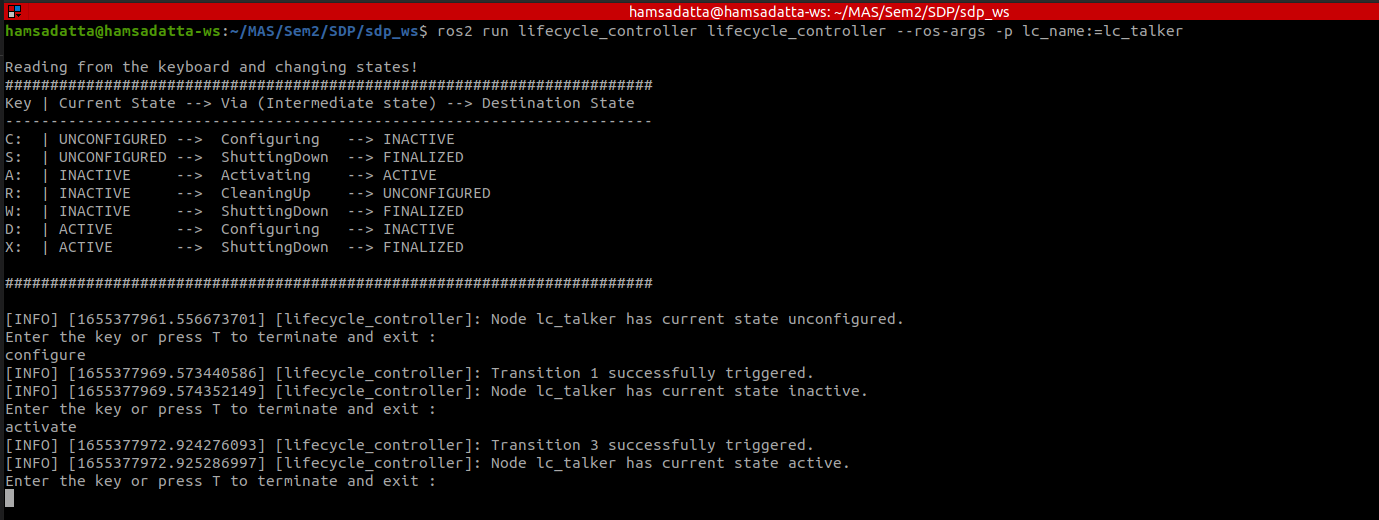 hamsadatta@hamsadatta-ws: ~/MAS/Sem2/SDP/sdp_ws
hamsadatta@hamsadatta-ws:~/MAS/Sem2/SDP/sdp_ws$ ros2 run lifecycle_controller lifecycle_controller --ros-args -p lc_name:=lc_talker
Reading from the keyboard and changing states!
########################################################################
Key | Current State --> Via (Intermediate state) --> Destination State
------------------------------------------------------------------------
C:  | UNCONFIGURED -->  Configuring   --> INACTIVE
S:  | UNCONFIGURED -->  ShuttingDown  --> FINALIZED
A:  | INACTIVE     -->  Activating    --> ACTIVE
R:  | INACTIVE     -->  CleaningUp    --> UNCONFIGURED
W:  | INACTIVE     -->  ShuttingDown  --> FINALIZED
D:  | ACTIVE       -->  Configuring   --> INACTIVE
X:  | ACTIVE       -->  ShuttingDown  --> FINALIZED
########################################################################
[INFO] [1655377961.556673701] [lifecycle_controller]: Node lc_talker has current state unconfigured.
Enter the key or press T to terminate and exit :
configure
[INFO] [1655377969.573440586] [lifecycle_controller]: Transition 1 successfully triggered.
[INFO] [1655377969.574352149] [lifecycle_controller]: Node lc_talker has current state inactive.
Enter the key or press T to terminate and exit :
activate
[INFO] [1655377972.924276093] [lifecycle_controller]: Transition 3 successfully triggered.
[INFO] [1655377972.925286997] [lifecycle_controller]: Node lc_talker has current state active.
Enter the key or press T to terminate and exit :